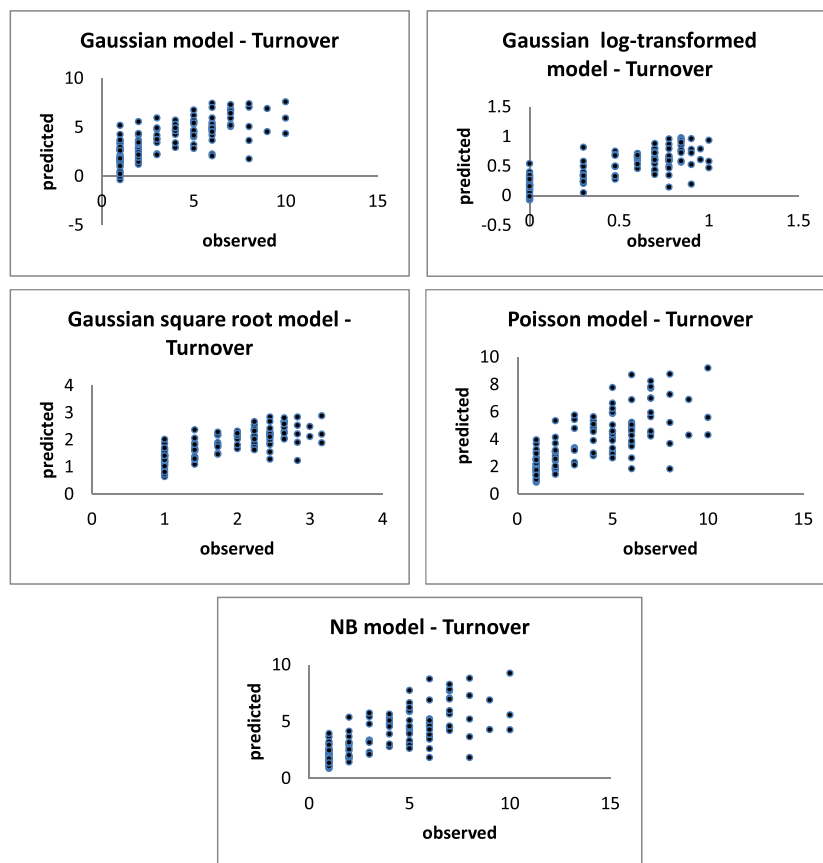 Gaussian model - Turnover
10
5
0
-5
0
5
10
15
predicted
observed
Gaussian log-transformed
model - Turnover
1.5
1
0.5
0
-0.5
0
0.5
1
1.5
predicted
observed
Gaussian square root model -
Turnover
4
3
2
1
0
0
1
2
3
4
predicted
observed
Poisson model - Turnover
10
8
6
4
2
0
0
5
10
15
predicted
observed
NB model - Turnover
10
5
0
0
5
10
15
predicted
observed